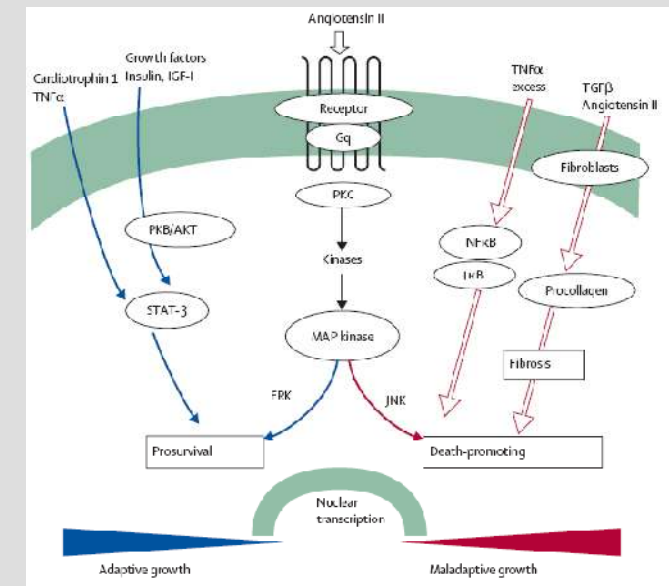 Angiotensin II
Cardiotrophin 1
TNFα
Growth factors
Insulin, IGF-I
TNFα
excess
TGFβ
Angiotensin II
Receptor
Gq
Fibroblasts
PKC
PKB/AKT
NFκB
IκB
Kinases
STAT-3
Procollagen
MAP kinase
Fibrosis
ERK
JNK
Prosurvival
Death-promoting
Nuclear
transcription
Adaptive growth
Maladaptive growth